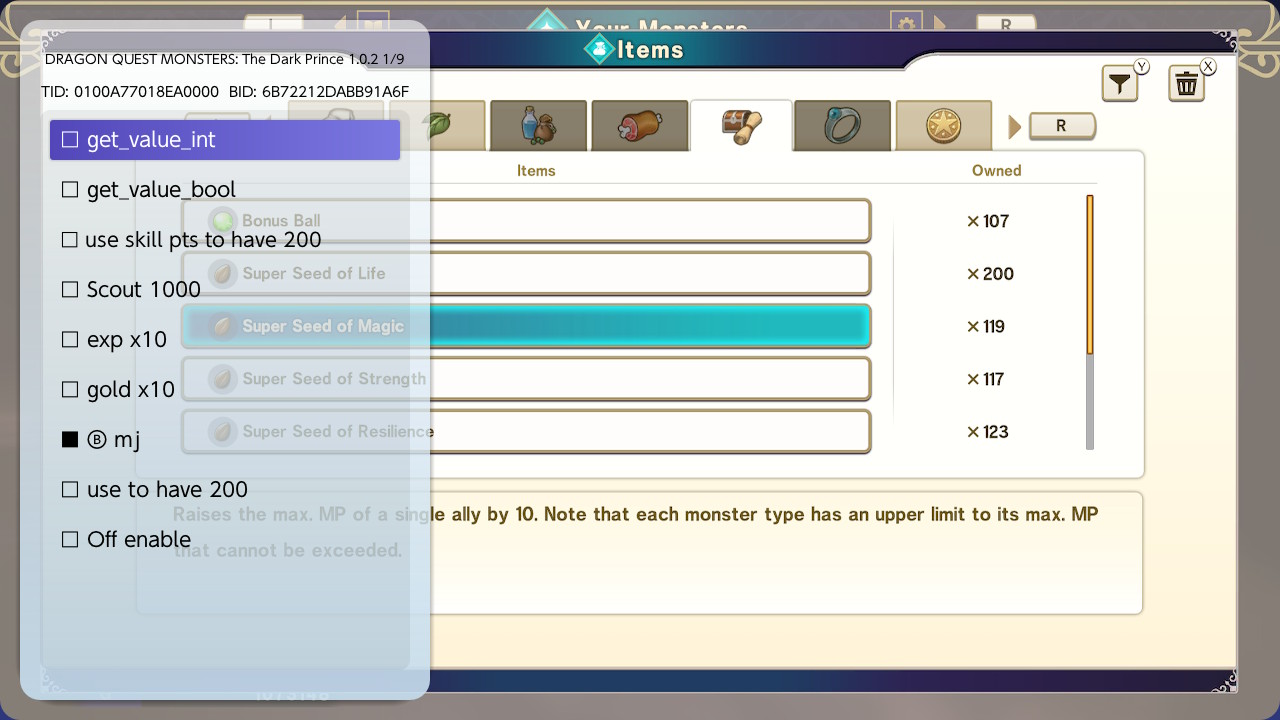 L
Your Monsters
R
Items
DRAGON QUEST MONSTERS: The Dark Prince 1.0.2 1/9
TID: 0100A77018EA0000 BID: 6B72212DABB91A6F
Y
X
R
□ get_value_int
□ get_value_bool
□ use skill pts to have 200
□ Scout 1000
□ exp x10
□ gold x10
■ Ⓑ mj
□ use to have 200
□ Off enable
Items Owned
Bonus Ball ×107
Super Seed of Life ×200
Super Seed of Magic ×119
Super Seed of Strength ×117
Super Seed of Resilience ×123
Raises the max. MP of a single ally by 10. Note that each monster type has an upper limit to its max. MP
that cannot be exceeded.